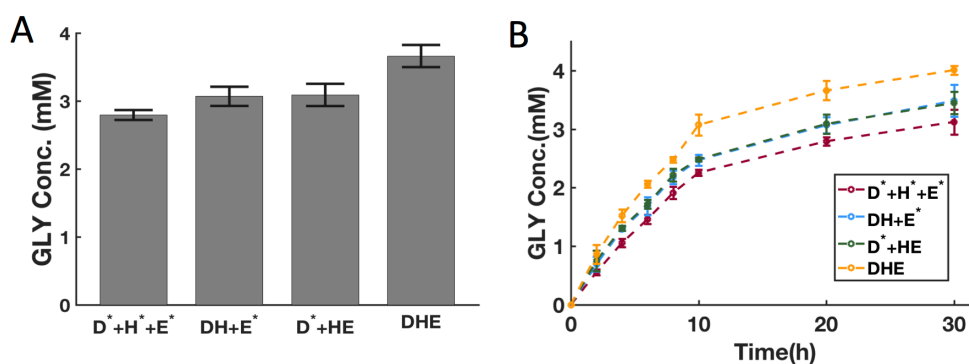 A
GLY Conc. (mM)
4
3
2
1
0
D*+H*+E*
DH+E*
D*+HE
DHE
B
GLY Conc.(mM)
4
3
2
1
0
0
10
20
30
Time(h)
D*+H*+E*
DH+E*
D*+HE
DHE